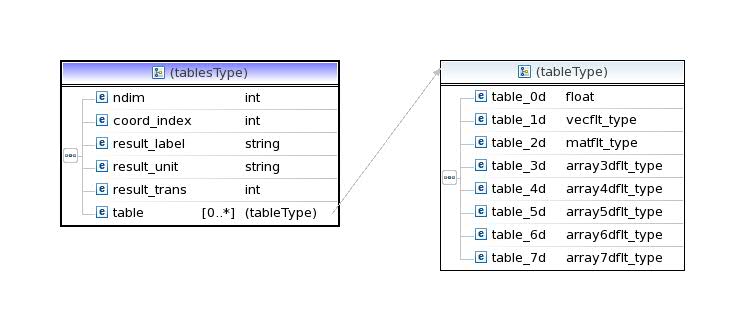 (tablesType)
ndim int
coord_index int
result_label string
result_unit string
result_trans int
table [0..*] (tableType)
(tableType)
table_0d float
table_1d vecflt_type
table_2d matflt_type
table_3d array3dflt_type
table_4d array4dflt_type
table_5d array5dflt_type
table_6d array6dflt_type
table_7d array7dflt_type